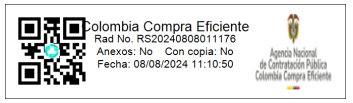 Colombia Compra Eficiente
Rad No. RS20240808011176
Anexos: No Con copia: No
Fecha: 08/08/2024 11:10:50
Agencia Nacional
de Contratación Pública
Colombia Compra Eficiente